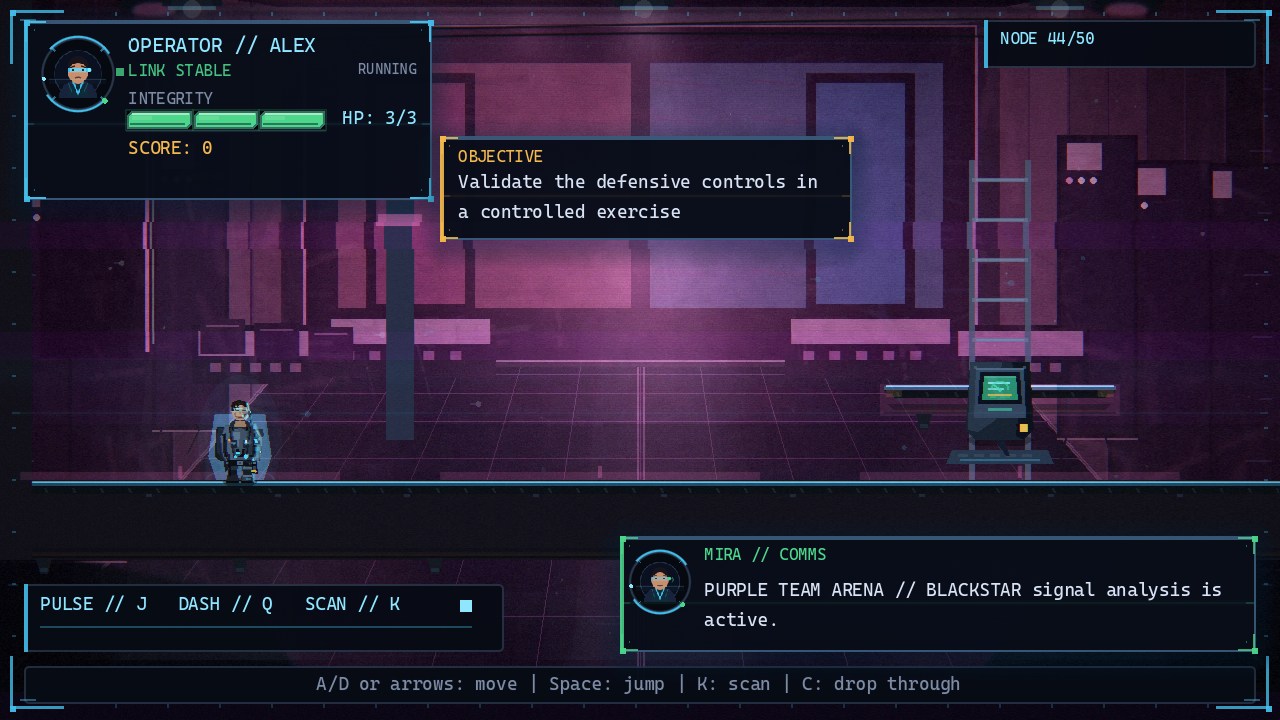 OPERATOR // ALEX
LINK STABLE
RUNNING
INTEGRITY
HP: 3/3
SCORE: 0
NODE 44/50
OBJECTIVE
Validate the defensive controls in
a controlled exercise
MIRA // COMMS
PURPLE TEAM ARENA // BLACKSTAR signal analysis is
active.
PULSE // J DASH // Q SCAN // K
A/D or arrows: move | Space: jump | K: scan | C: drop through